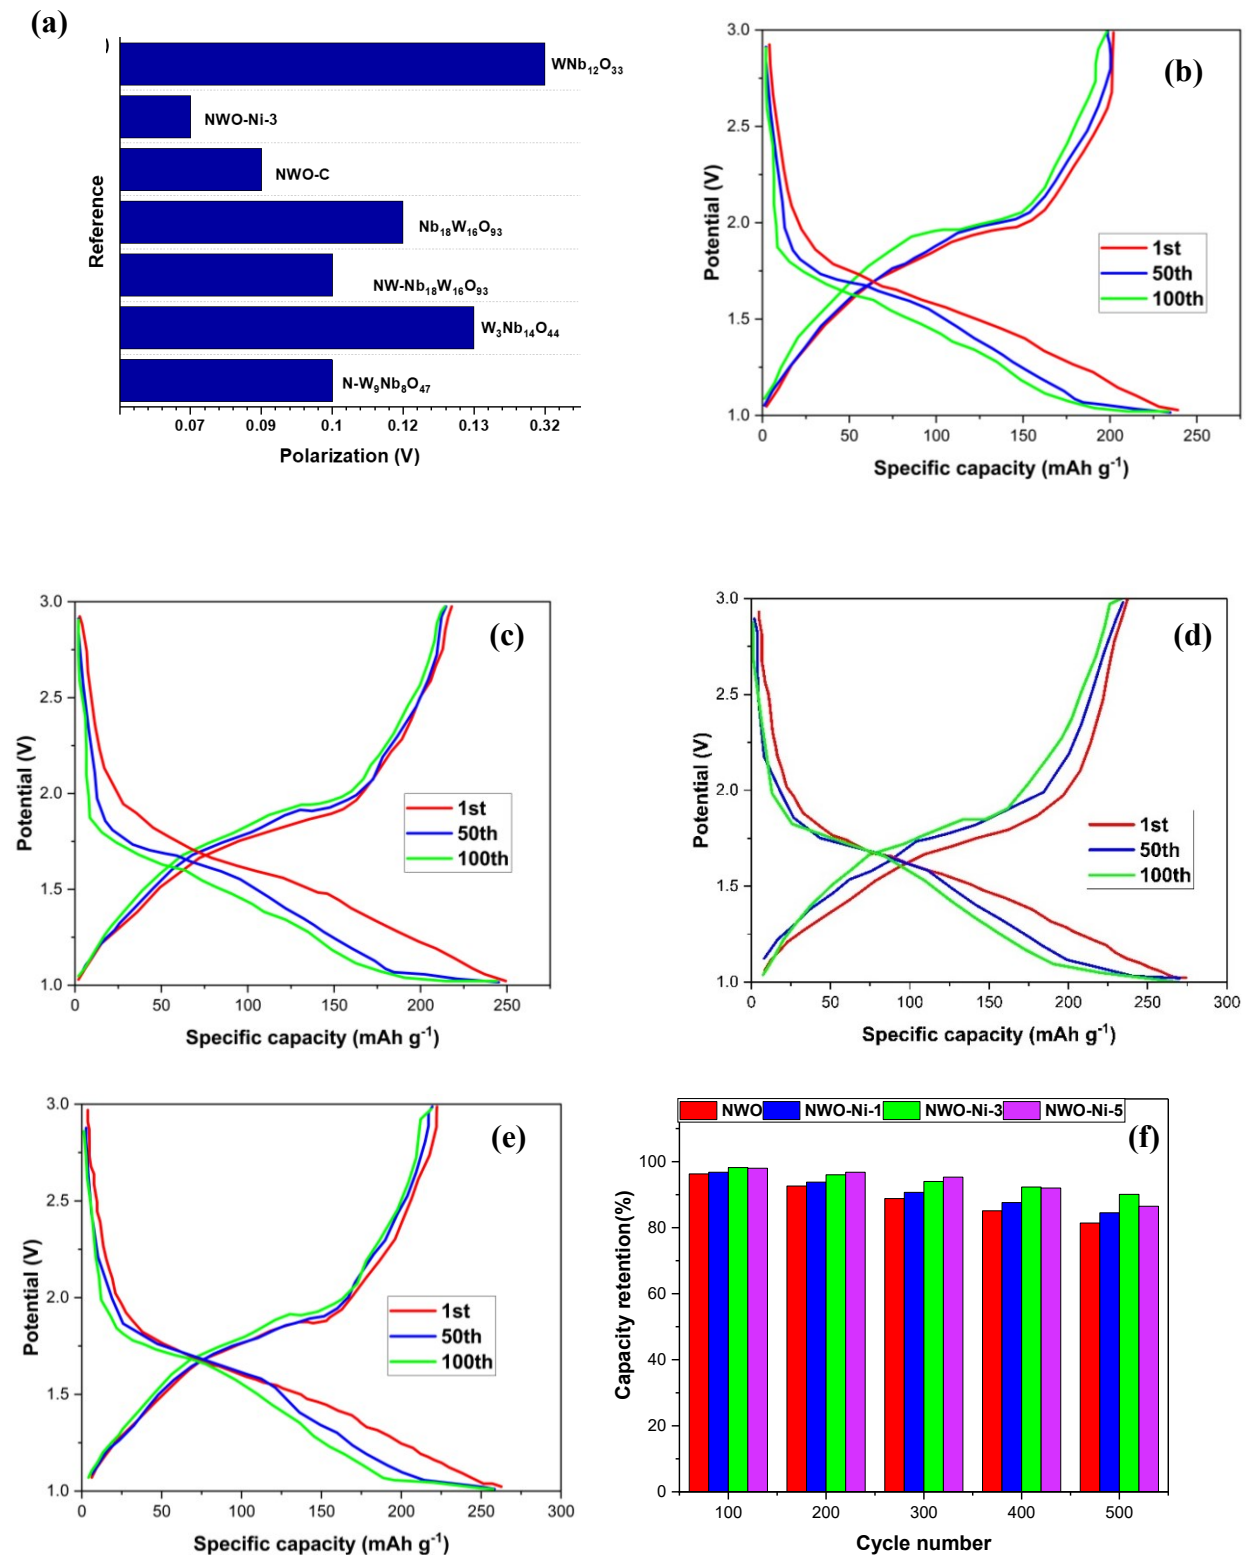 (a)
)
WNb₁₂O₃₃
NWO-Ni-3
NWO-C
Nb₁₈W₁₆O₉₃
NW-Nb₁₈W₁₆O₉₃
W₃Nb₁₄O₄₄
N-W₉Nb₈O₄₇
Reference
0.07 0.09 0.1 0.12 0.13 0.32
Polarization (V)
(b)
3.0
2.5
2.0
1.5
1.0
Potential (V)
1st
50th
100th
0 50 100 150 200 250
Specific capacity (mAh g⁻¹)
(c)
3.0
2.5
2.0
1.5
1.0
Potential (V)
1st
50th
100th
0 50 100 150 200 250
Specific capacity (mAh g⁻¹)
(d)
3.0
2.5
2.0
1.5
1.0
Potential (V)
1st
50th
100th
0 50 100 150 200 250 300
Specific capacity (mAh g⁻¹)
(e)
3.0
2.5
2.0
1.5
1.0
Potential (V)
1st
50th
100th
0 50 100 150 200 250 300
Specific capacity (mAh g⁻¹)
NWO NWO-Ni-1 NWO-Ni-3 NWO-Ni-5
(f)
100
80
60
40
20
0
Capacity retention(%)
100 200 300 400 500
Cycle number